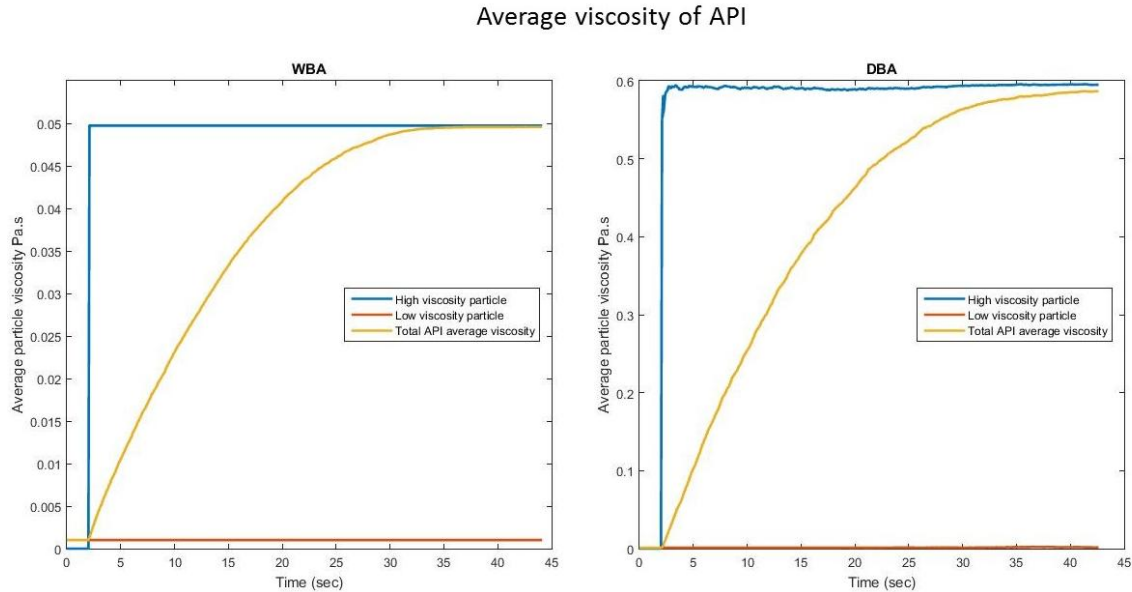 Average viscosity of API
WBA
Average particle viscosity Pa.s
0.05
0.045
0.04
0.035
0.03
0.025
0.02
0.015
0.01
0.005
0
High viscosity particle
Low viscosity particle
Total API average viscosity
0 5 10 15 20 25 30 35 40 45
Time (sec)
DBA
Average particle viscosity Pa.s
0.6
0.5
0.4
0.3
0.2
0.1
0
High viscosity particle
Low viscosity particle
Total API average viscosity
0 5 10 15 20 25 30 35 40 45
Time (sec)